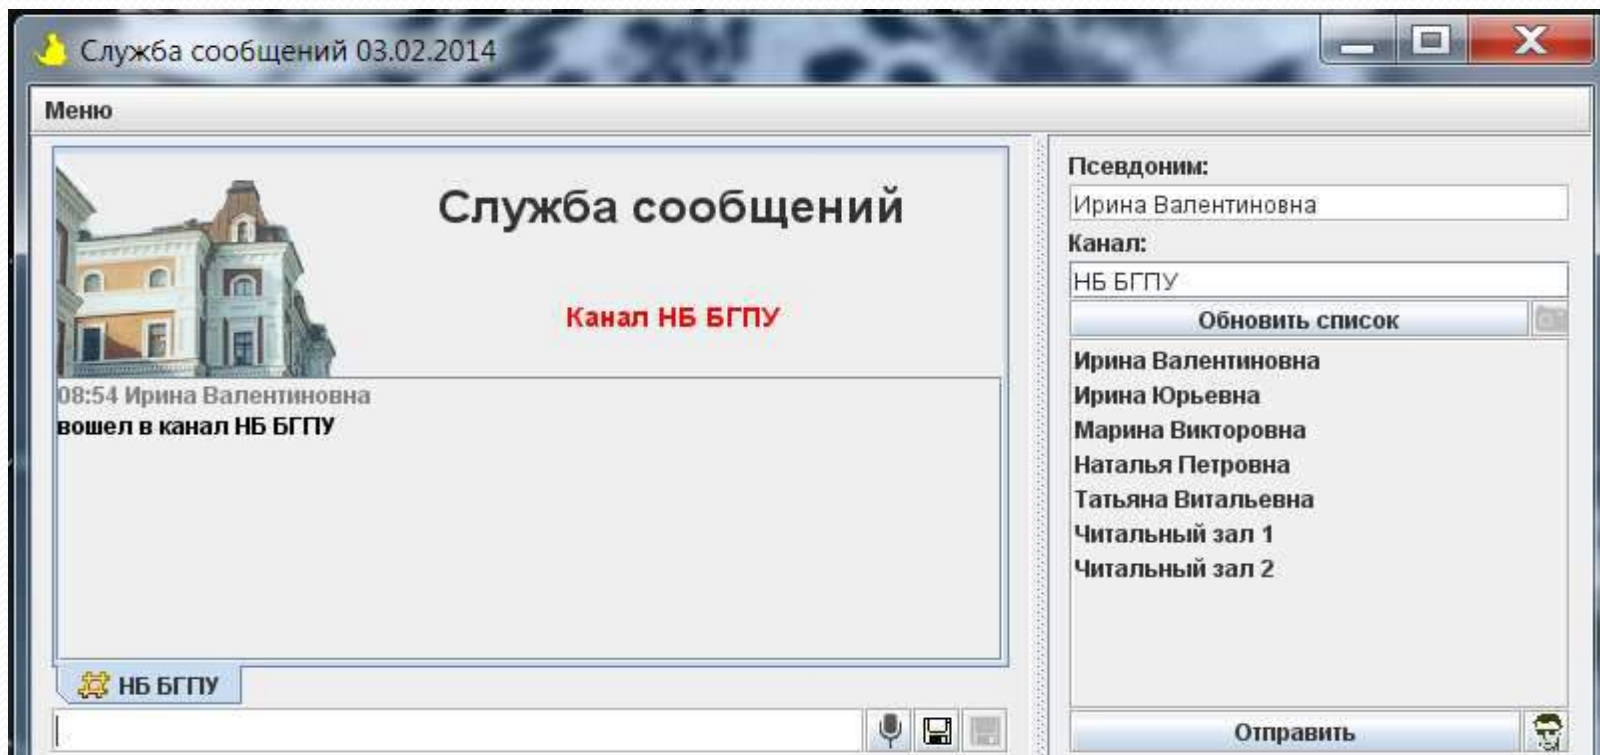 Служба сообщений 03.02.2014
Меню
Служба сообщений
Канал НБ БГПУ
08:54 Ирина Валентиновна
вошел в канал НБ БГПУ
НБ БГПУ
Псевдоним:
Ирина Валентиновна
Канал:
НБ БГПУ
Обновить список
Ирина Валентиновна
Ирина Юрьевна
Марина Викторовна
Наталья Петровна
Татьяна Витальевна
Читальный зал 1
Читальный зал 2
Отправить